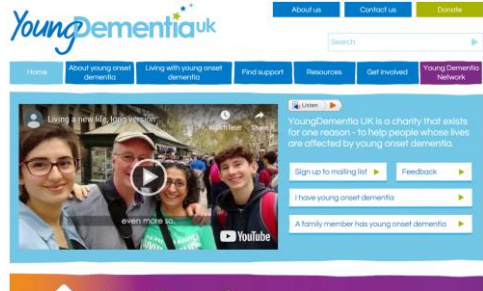 About us
Contact us
Donate
YoungDementiaUK
Search
Home
About young onset
dementia
Living with young onset
dementia
Find support
Resources
Get involved
Young Dementia
Network
Living a new life, long version
Watch later
Share
even more so.
YouTube
Listen
YoungDementia UK is a charity that exists
for one reason - to help people whose lives
are affected by young onset dementia.
Sign up to mailing list
Feedback
I have young onset dementia
A family member has young onset dementia